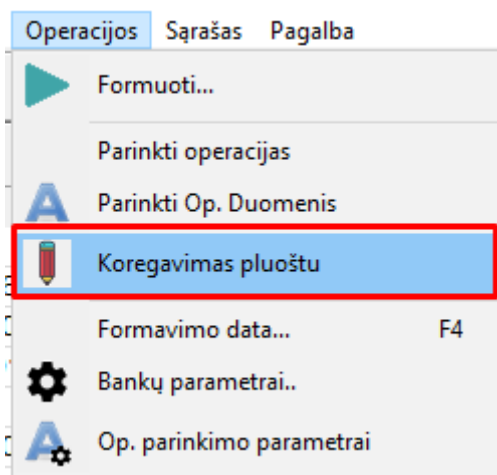 Operacijos Sąrašas Pagalba
Formuoti...
Parinkti operacijas
Parinkti Op. Duomenis
Koregavimas pluoštu
Formavimo data... F4
Bankų parametrai..
Op. parinkimo parametrai